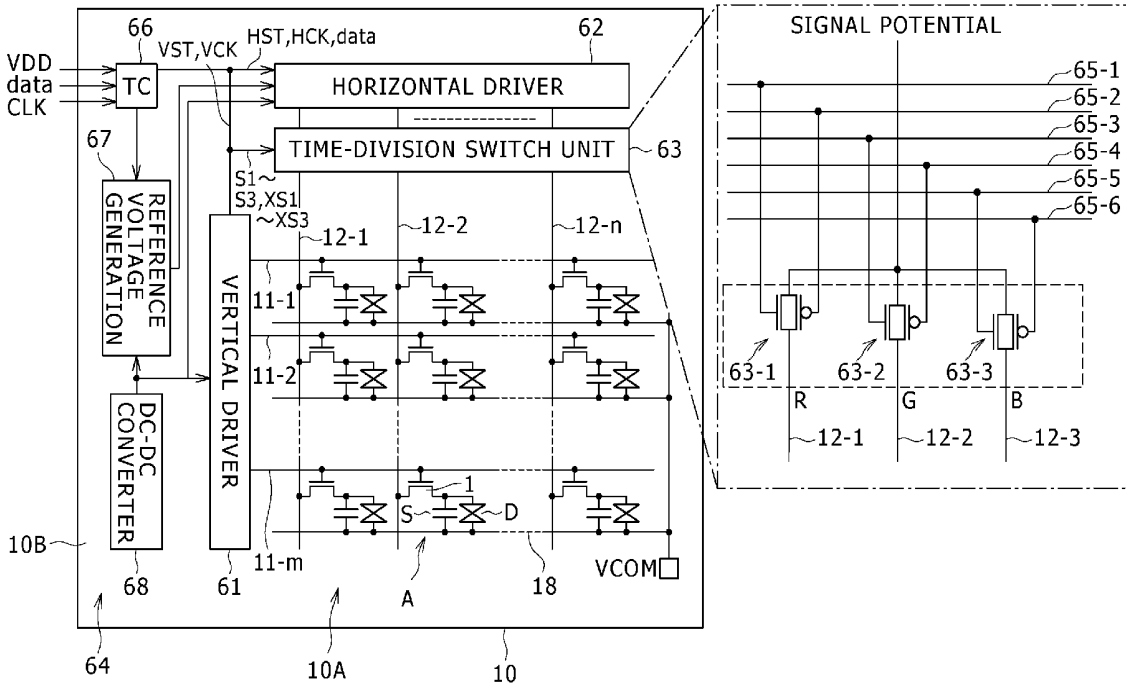 SIGNAL POTENTIAL
66
VST,VCK
HST,HCK,data
62
VDD
data
CLK
TC
HORIZONTAL DRIVER
65-1
65-2
65-3
65-4
65-5
65-6
67
TIME-DIVISION SWITCH UNIT
63
REFERENCE
VOLTAGE
GENERATION
S1~
S3,XS1
~XS3
12-1
12-2
12-n
11-1
11-2
VERTICAL DRIVER
63-1
63-2
63-3
R
G
B
12-1
12-2
12-3
DC-DC
CONVERTER
1
S
D
10B
68
61
11-m
A
18
VCOM
64
10A
10